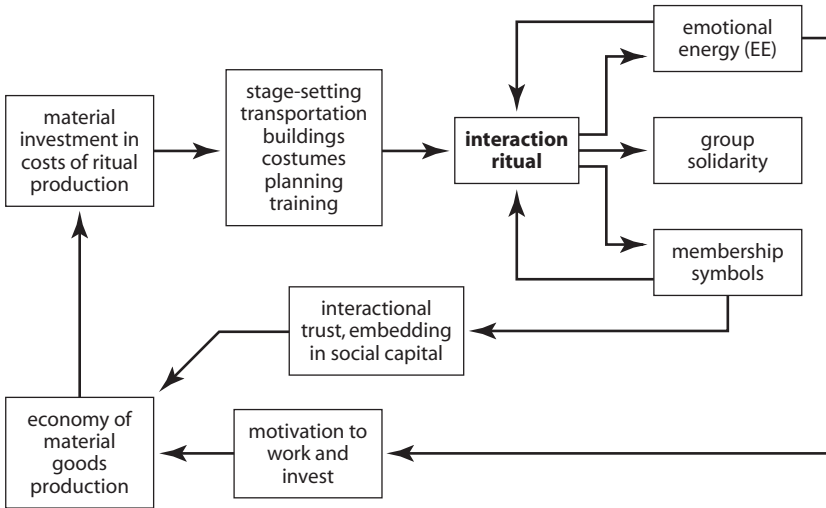 emotional
energy (EE)
material
investment in
costs of ritual
production
stage-setting
transportation
buildings
costumes
planning
training
interaction
ritual
group
solidarity
membership
symbols
interactional
trust, embedding
in social capital
economy of
material
goods
production
motivation to
work and
invest